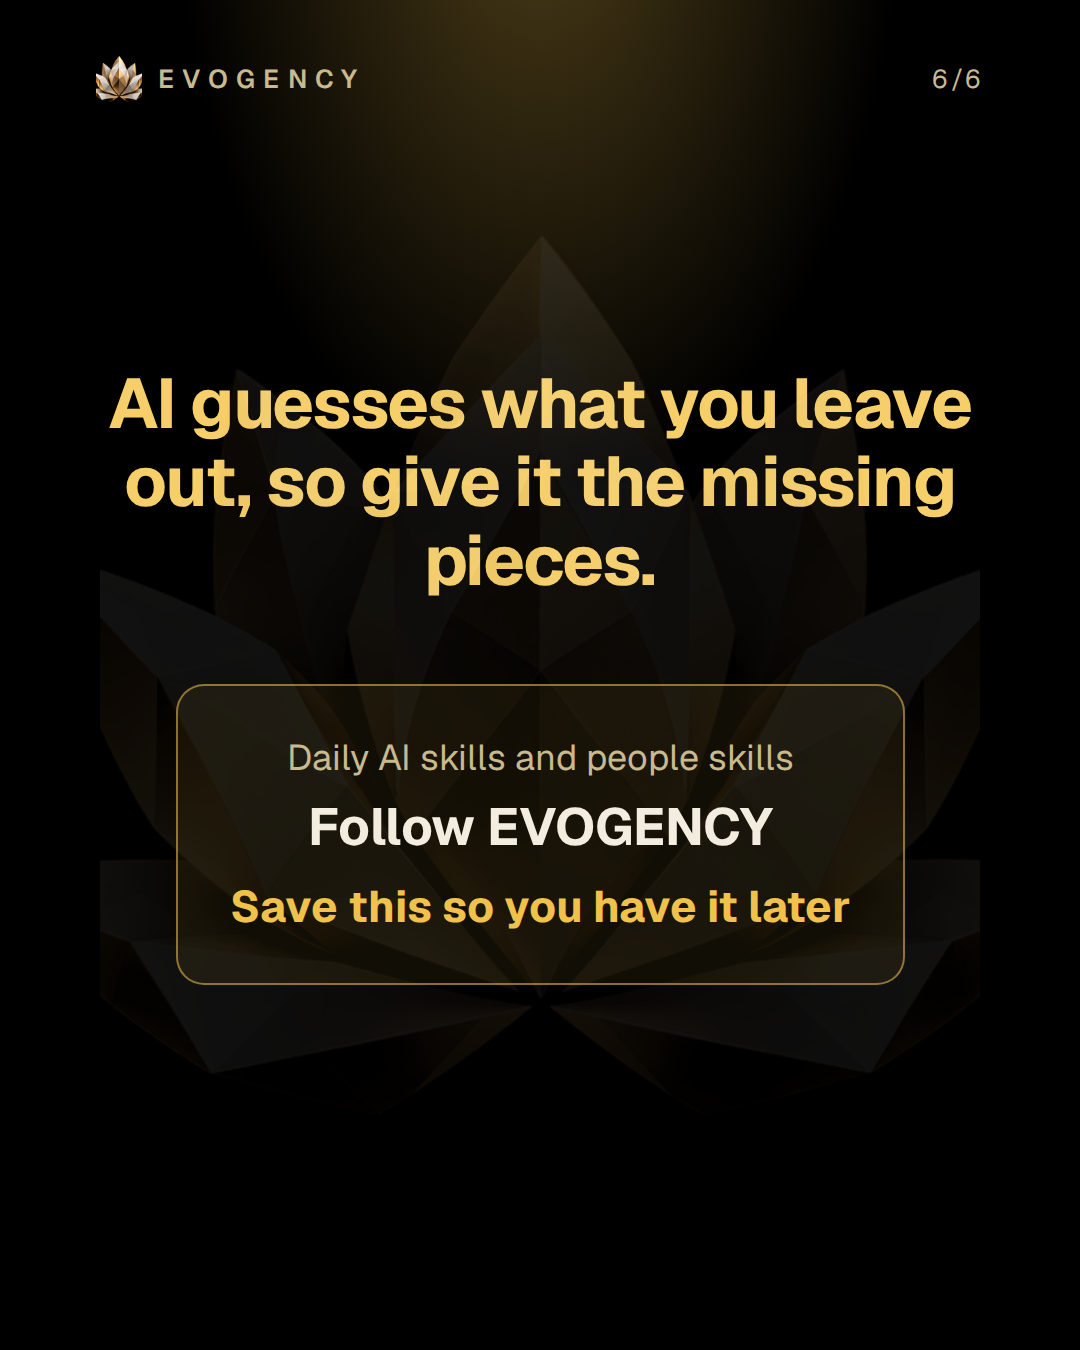 EVOGENCY
6/6
AI guesses what you leave
out, so give it the missing
pieces.
Daily AI skills and people skills
Follow EVOGENCY
Save this so you have it later